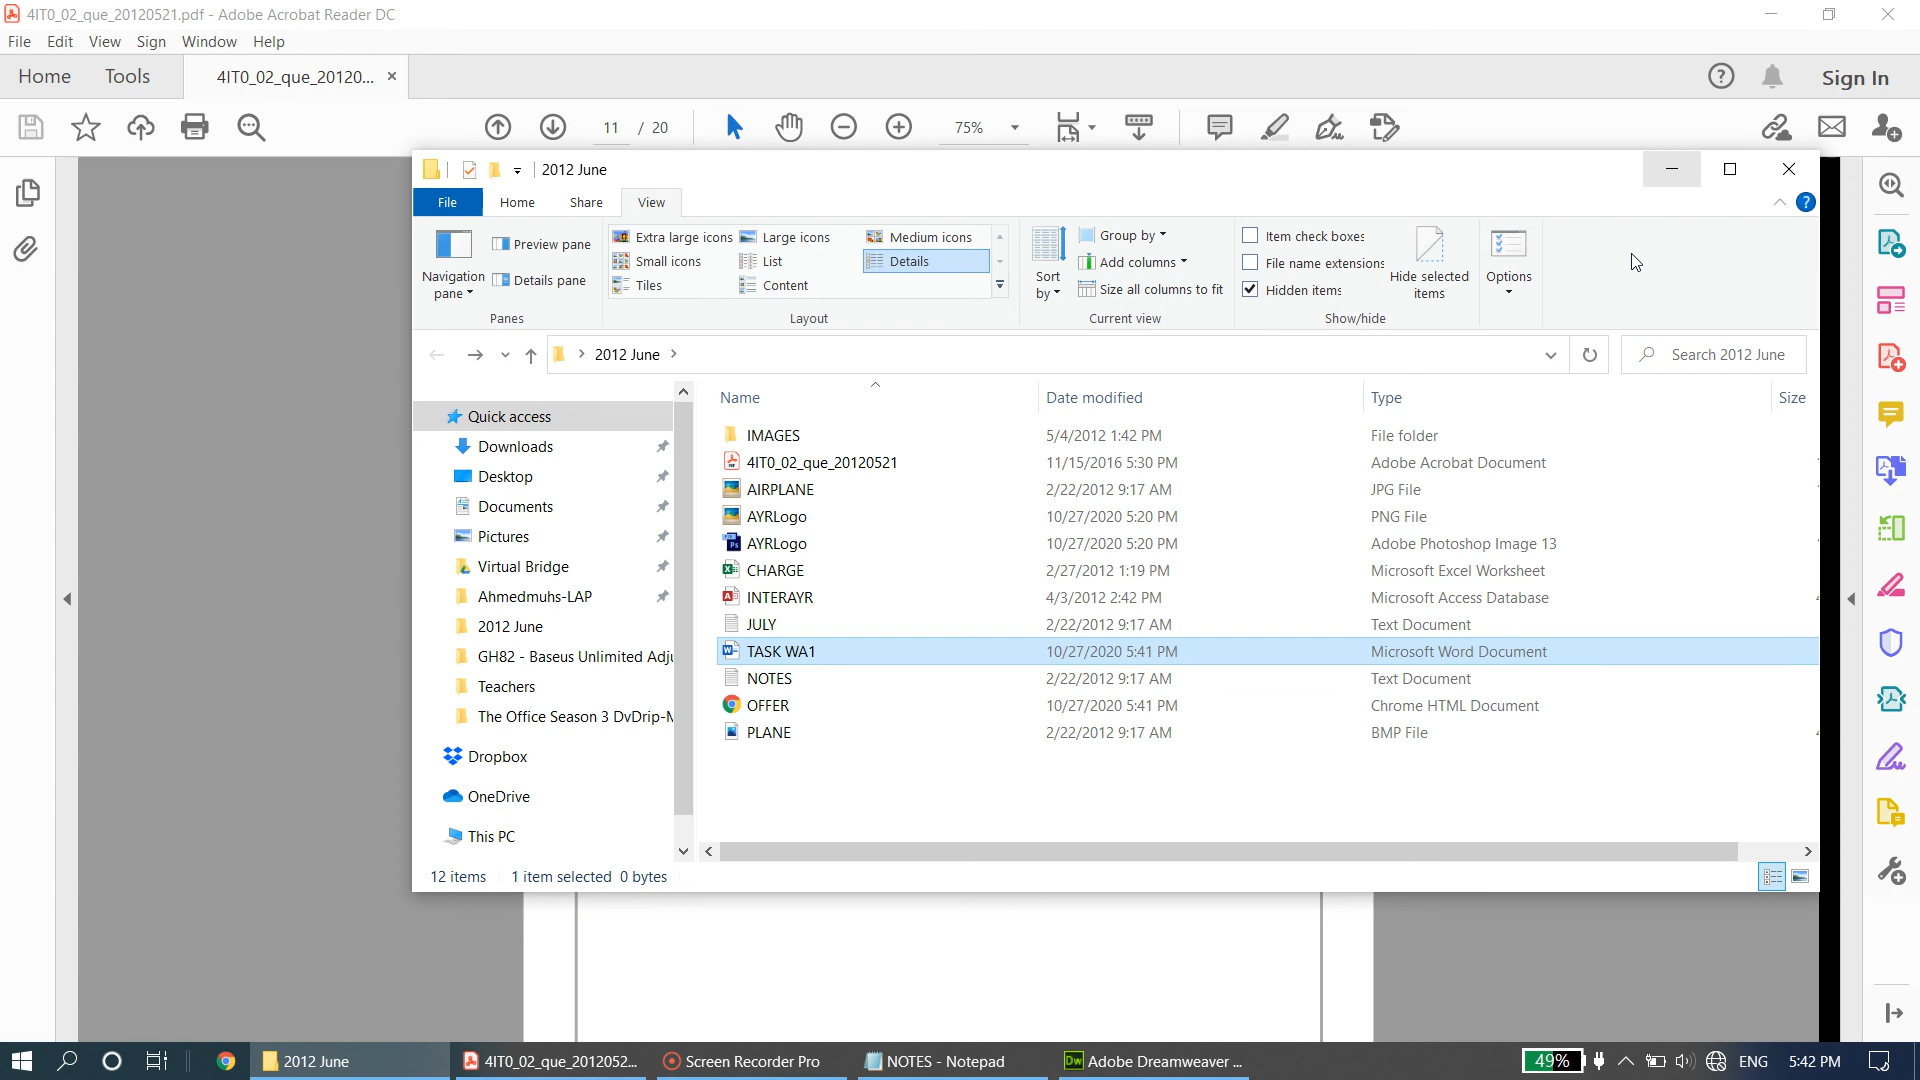 4IT0_02_que_20120521.pdf - Adobe Acrobat Reader DC
File Edit View Sign Window Help
Home Tools 4IT0_02_que_20120... × Sign In
11 / 20 75%
2012 June
File Home Share View
Navigation pane
Preview pane
Details pane
Panes
Extra large icons Large icons Medium icons
Small icons List Details
Tiles Content
Layout
Sort by
Group by
Add columns
Size all columns to fit
Current view
Item check boxes
File name extensions
Hidden items
Hide selected items
Show/hide
Options
2012 June
Search 2012 June
Quick access
Downloads
Desktop
Documents
Pictures
Virtual Bridge
Ahmedmuhs-LAP
2012 June
GH82 - Baseus Unlimited Adju
Teachers
The Office Season 3 DvDrip-M
Dropbox
OneDrive
This PC
Name Date modified Type Size
IMAGES 5/4/2012 1:42 PM File folder
4IT0_02_que_20120521 11/15/2016 5:30 PM Adobe Acrobat Document
AIRPLANE 2/22/2012 9:17 AM JPG File
AYRLogo 10/27/2020 5:20 PM PNG File
AYRLogo 10/27/2020 5:20 PM Adobe Photoshop Image 13
CHARGE 2/27/2012 1:19 PM Microsoft Excel Worksheet
INTERAYR 4/3/2012 2:42 PM Microsoft Access Database
JULY 2/22/2012 9:17 AM Text Document
TASK WA1 10/27/2020 5:41 PM Microsoft Word Document
NOTES 2/22/2012 9:17 AM Text Document
OFFER 10/27/2020 5:41 PM Chrome HTML Document
PLANE 2/22/2012 9:17 AM BMP File
12 items 1 item selected 0 bytes
2012 June 4IT0_02_que_2012052... Screen Recorder Pro NOTES - Notepad Adobe Dreamweaver ... 49% ENG 5:42 PM